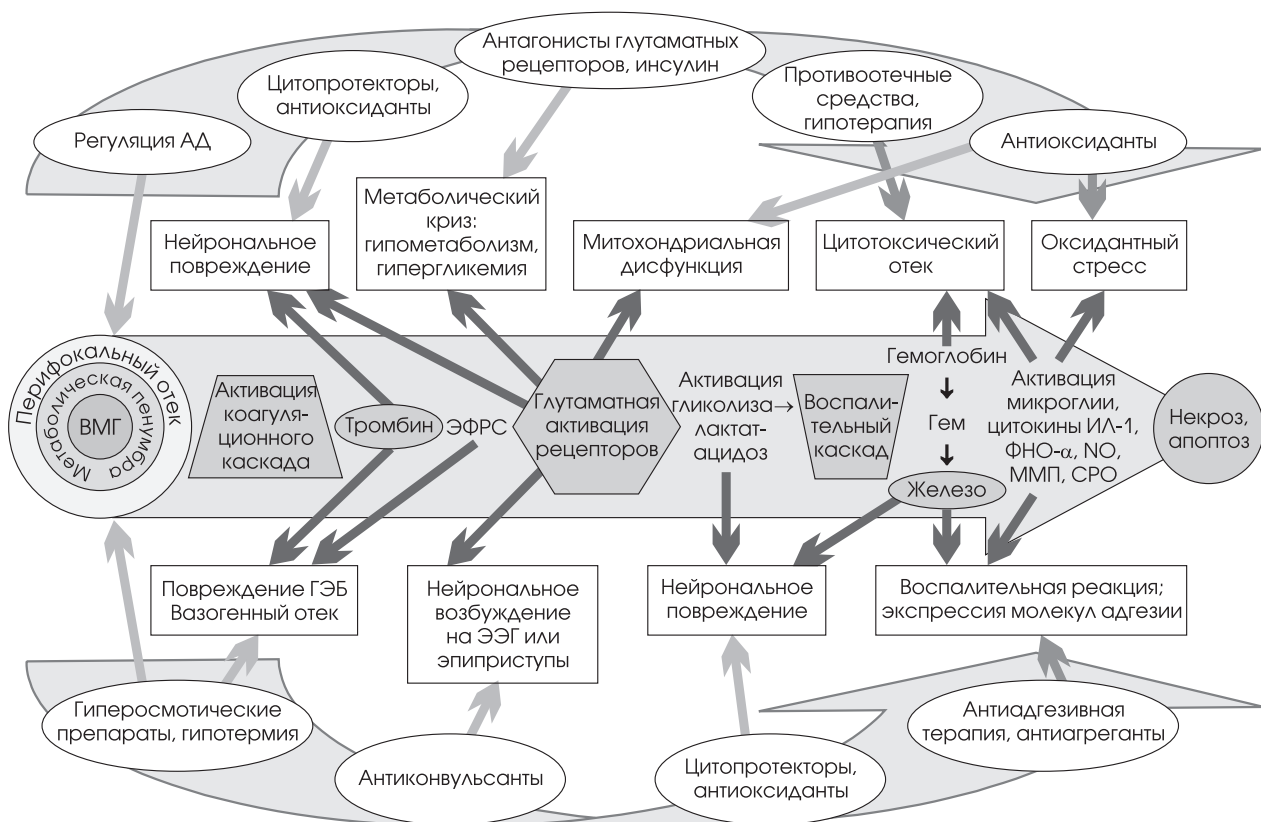 Антагонисты глутаматных
рецепторов, инсулин
Цитопротекторы,
антиоксиданты
Противоотечные
средства,
гипотерапия
Регуляция АД
Антиоксиданты
Нейрональное
повреждение
Метаболический
криз:
гипометаболизм,
гипергликемия
Митохондриальная
дисфункция
Цитотоксический
отек
Оксидантный
стресс
Перифокальный отек
Метаболическая пенумбра
ВМГ
Активация
коагуля-
ционного
каскада
Тромбин
ЭФРС
Глутаматная
активация
рецепторов
Активация
гликолиза→
лактат-
ацидоз
Воспали-
тельный
каскад
Гемоглобин
↓
Гем
↓
Железо
Активация
микроглии,
цитокины ИЛ-1,
ФНО-α, NO,
ММП, СРО
Некроз,
апоптоз
Повреждение ГЭБ
Вазогенный отек
Нейрональное
возбуждение
на ЭЭГ или
эпиприступы
Нейрональное
повреждение
Воспалительная реакция;
экспрессия молекул адгезии
Гиперосмотические
препараты, гипотермия
Антиконвульсанты
Цитопротекторы,
антиоксиданты
Антиадгезивная
терапия, антиагреганты